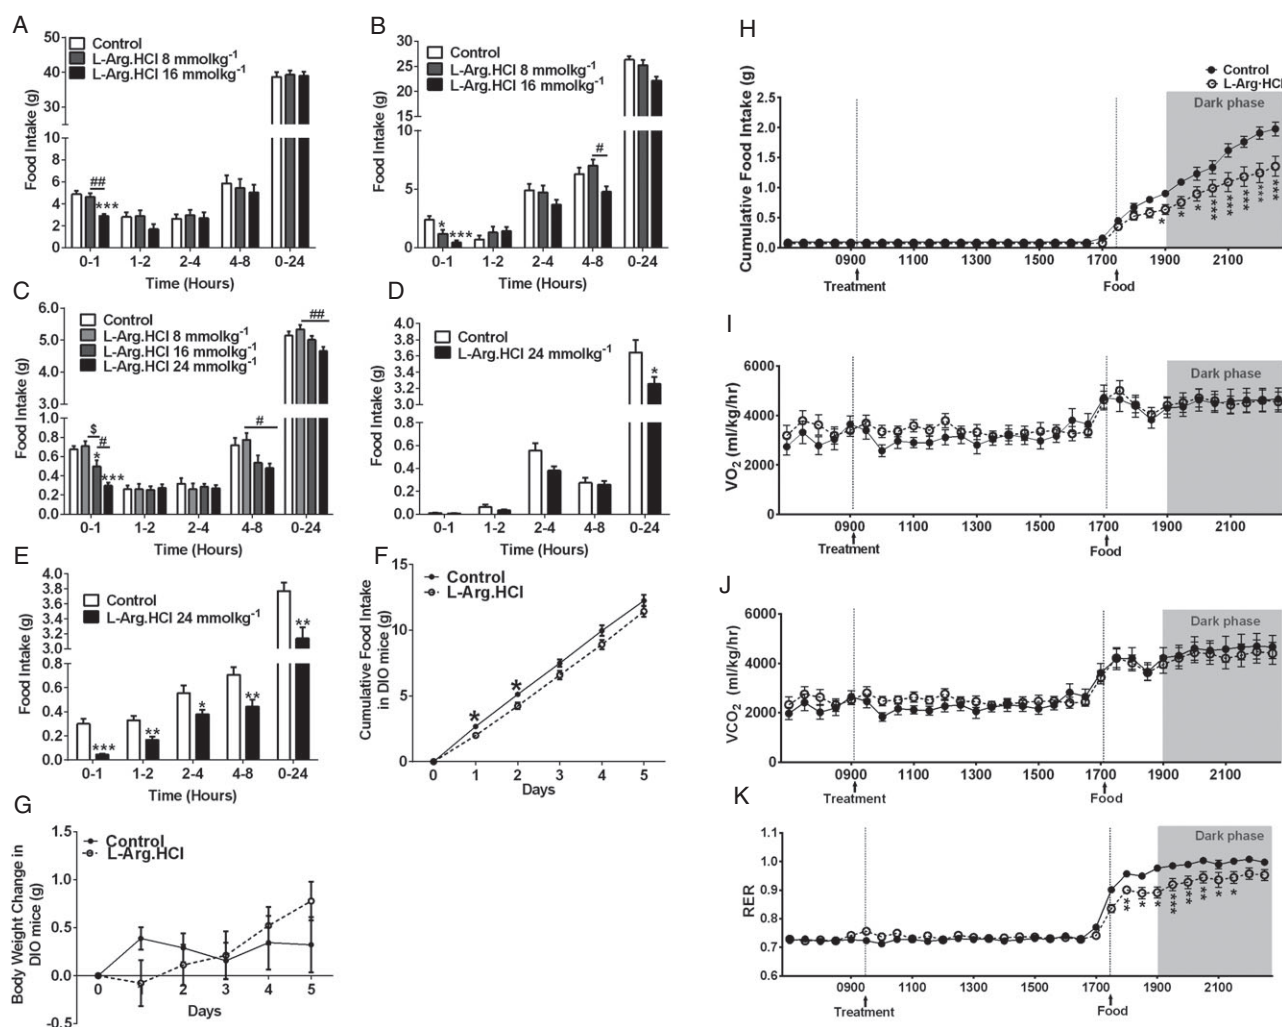 A
Control
L-Arg.HCl 8 mmolkg-1
L-Arg.HCl 16 mmolkg-1
Food Intake (g)
50
40
30
10
6
4
2
0
0-1
1-2
2-4
4-8
0-24
##
***
Time (Hours)
B
Control
L-Arg.HCl 8 mmolkg-1
L-Arg.HCl 16 mmolkg-1
Food Intake (g)
30
25
20
15
10
5
0
*
***
#
0-1
1-2
2-4
4-8
0-24
Time (Hours)
C
Control
L-Arg.HCl 8 mmolkg-1
L-Arg.HCl 16 mmolkg-1
L-Arg.HCl 24 mmolkg-1
Food Intake (g)
6.0
5.0
4.0
3.0
2.0
1.0
0.8
0.6
0.4
0.2
0.0
$
#
*
***
#
##
0-1
1-2
2-4
4-8
0-24
Time (Hours)
D
Control
L-Arg.HCl 24 mmolkg-1
Food Intake (g)
4.0
3.8
3.6
3.4
3.2
3.0
0.8
0.6
0.4
0.2
0.0
*
0-1
1-2
2-4
4-8
0-24
Time (Hours)
E
Control
L-Arg.HCl 24 mmolkg-1
Food Intake (g)
4.0
3.8
3.6
3.4
3.2
3.0
0.8
0.6
0.4
0.2
0.0
***
**
*
**
**
0-1
1-2
2-4
4-8
0-24
Time (Hours)
F
Control
L-Arg.HCl
Cumulative Food Intake
in DIO mice (g)
15
10
5
0
*
*
0
1
2
3
4
5
Days
G
Control
L-Arg.HCl
Body Weight Change in
DIO mice (g)
1.5
1.0
0.5
0.0
-0.5
0
1
2
3
4
5
Days
H
Control
L-Arg·HCl
Dark phase
Cumulative Food Intake (g)
2.5
2.0
1.5
1.0
0.5
0.0
*
*
*
****
***
***
***
***
0900
1100
1300
1500
1700
1900
2100
Treatment
Food
I
Dark phase
VO2 (ml/kg/hr)
6000
4000
2000
0
0900
1100
1300
1500
1700
1900
2100
Treatment
Food
J
Dark phase
VCO2 (ml/kg/hr)
6000
4000
2000
0
0900
1100
1300
1500
1700
1900
2100
Treatment
Food
K
Dark phase
RER
1.1
1.0
0.9
0.8
0.7
0.6
**
*
*
****
***
**
*
*
0900
1100
1300
1500
1700
1900
2100
Treatment
Food